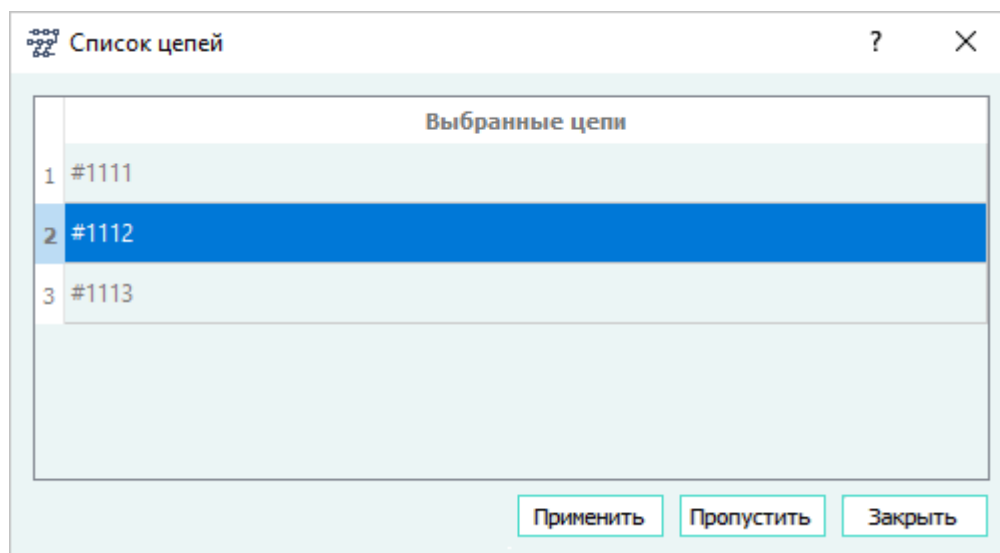 Список цепей
?
Выбранные цепи
1 #1111
2 #1112
3 #1113
Применить Пропустить Закрыть